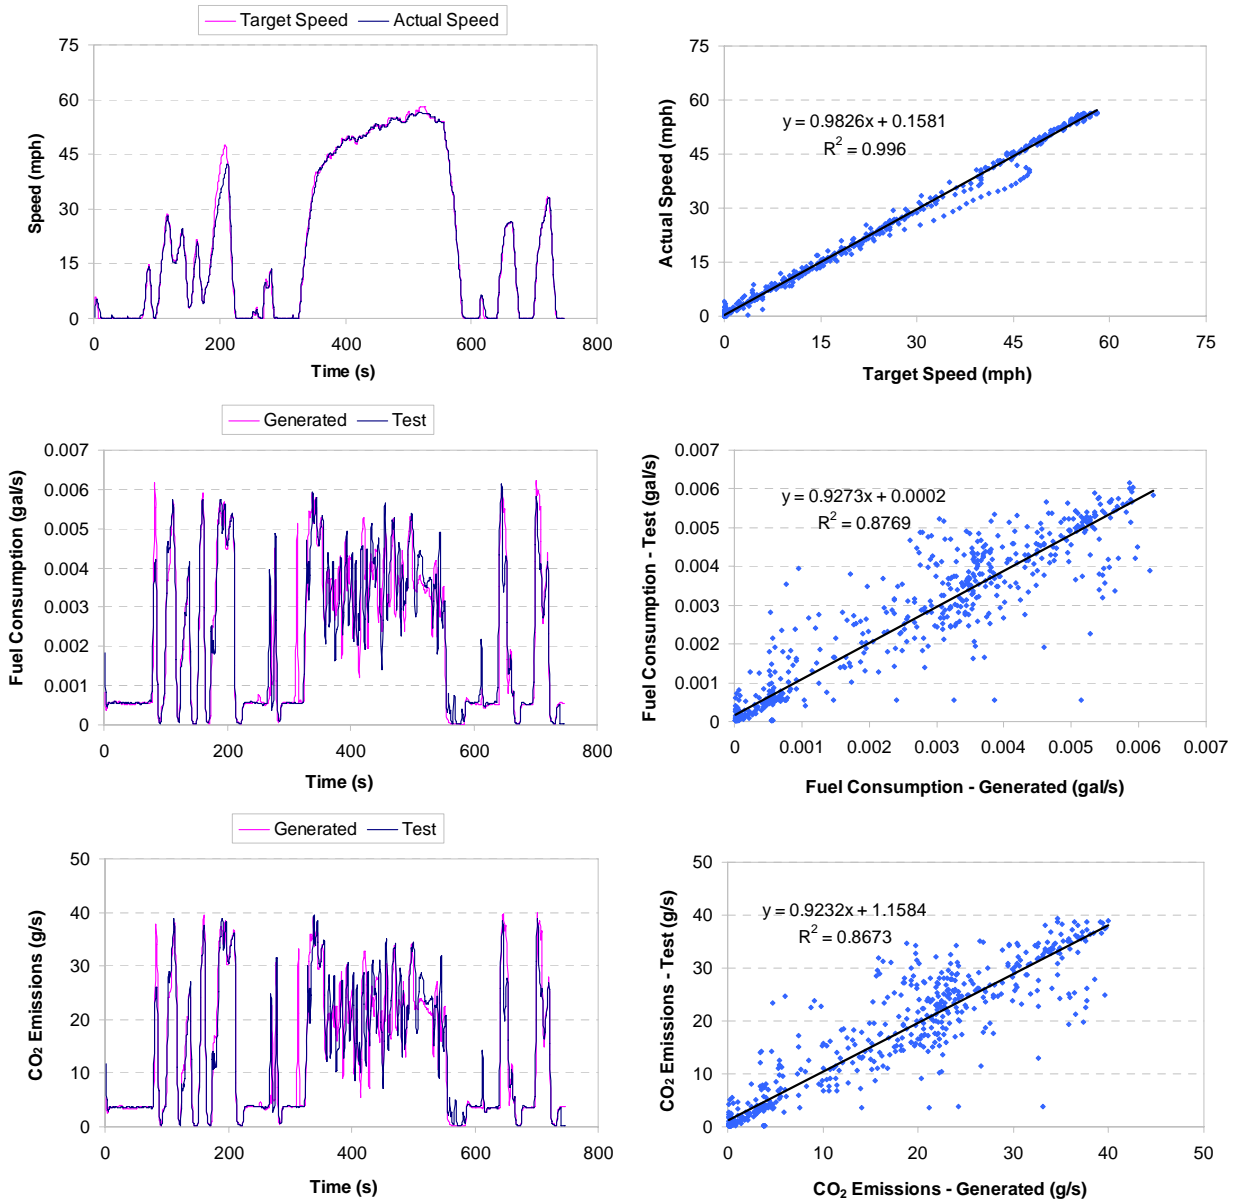 Target Speed Actual Speed
75
60
45
30
15
0
Speed (mph)
0 200 400 600 800
Time (s)
75
60
45
30
15
0
Actual Speed (mph)
y = 0.9826x + 0.1581
R² = 0.996
0 15 30 45 60 75
Target Speed (mph)
Generated Test
0.007
0.006
0.005
0.004
0.003
0.002
0.001
0
Fuel Consumption (gal/s)
0 200 400 600 800
Time (s)
0.007
0.006
0.005
0.004
0.003
0.002
0.001
0
Fuel Consumption - Test (gal/s)
y = 0.9273x + 0.0002
R² = 0.8769
0 0.001 0.002 0.003 0.004 0.005 0.006 0.007
Fuel Consumption - Generated (gal/s)
Generated Test
50
40
30
20
10
0
CO₂ Emissions (g/s)
0 200 400 600 800
Time (s)
50
40
30
20
10
0
CO₂ Emissions - Test (g/s)
y = 0.9232x + 1.1584
R² = 0.8673
0 10 20 30 40 50
CO₂ Emissions - Generated (g/s)